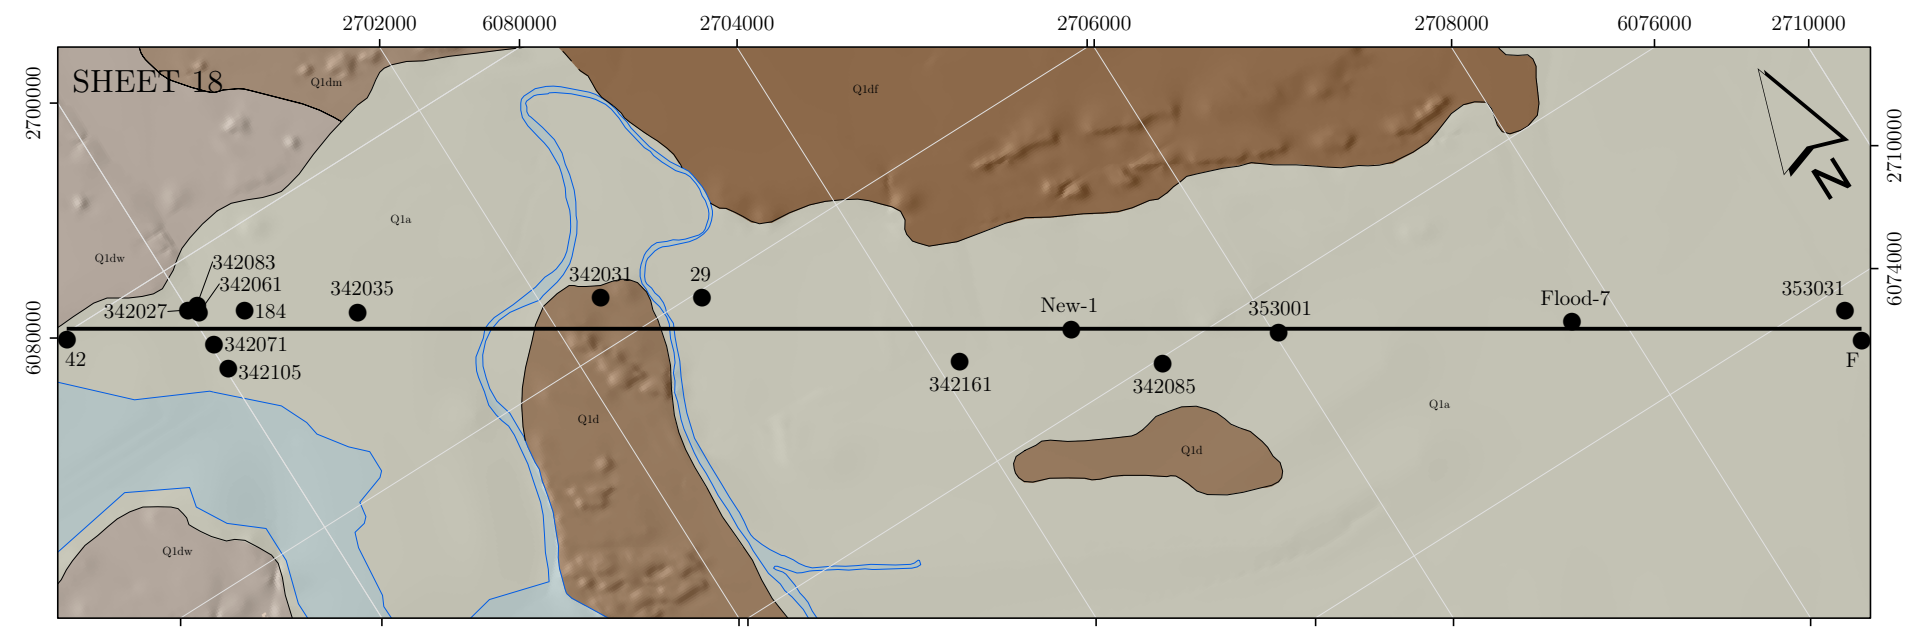 2702000 6080000 2704000 2706000 2708000 6076000 2710000
SHEET 18
2700000
6080000
2710000
6074000
N
Q1dm
Q1df
Q1a
Q1dw
342083
342061
342027
184
342035
342031
29
342071
342105
42
New-1
353001
Flood-7
353031
342161
342085
F
Q1a
Q1d
Q1d
Q1dw